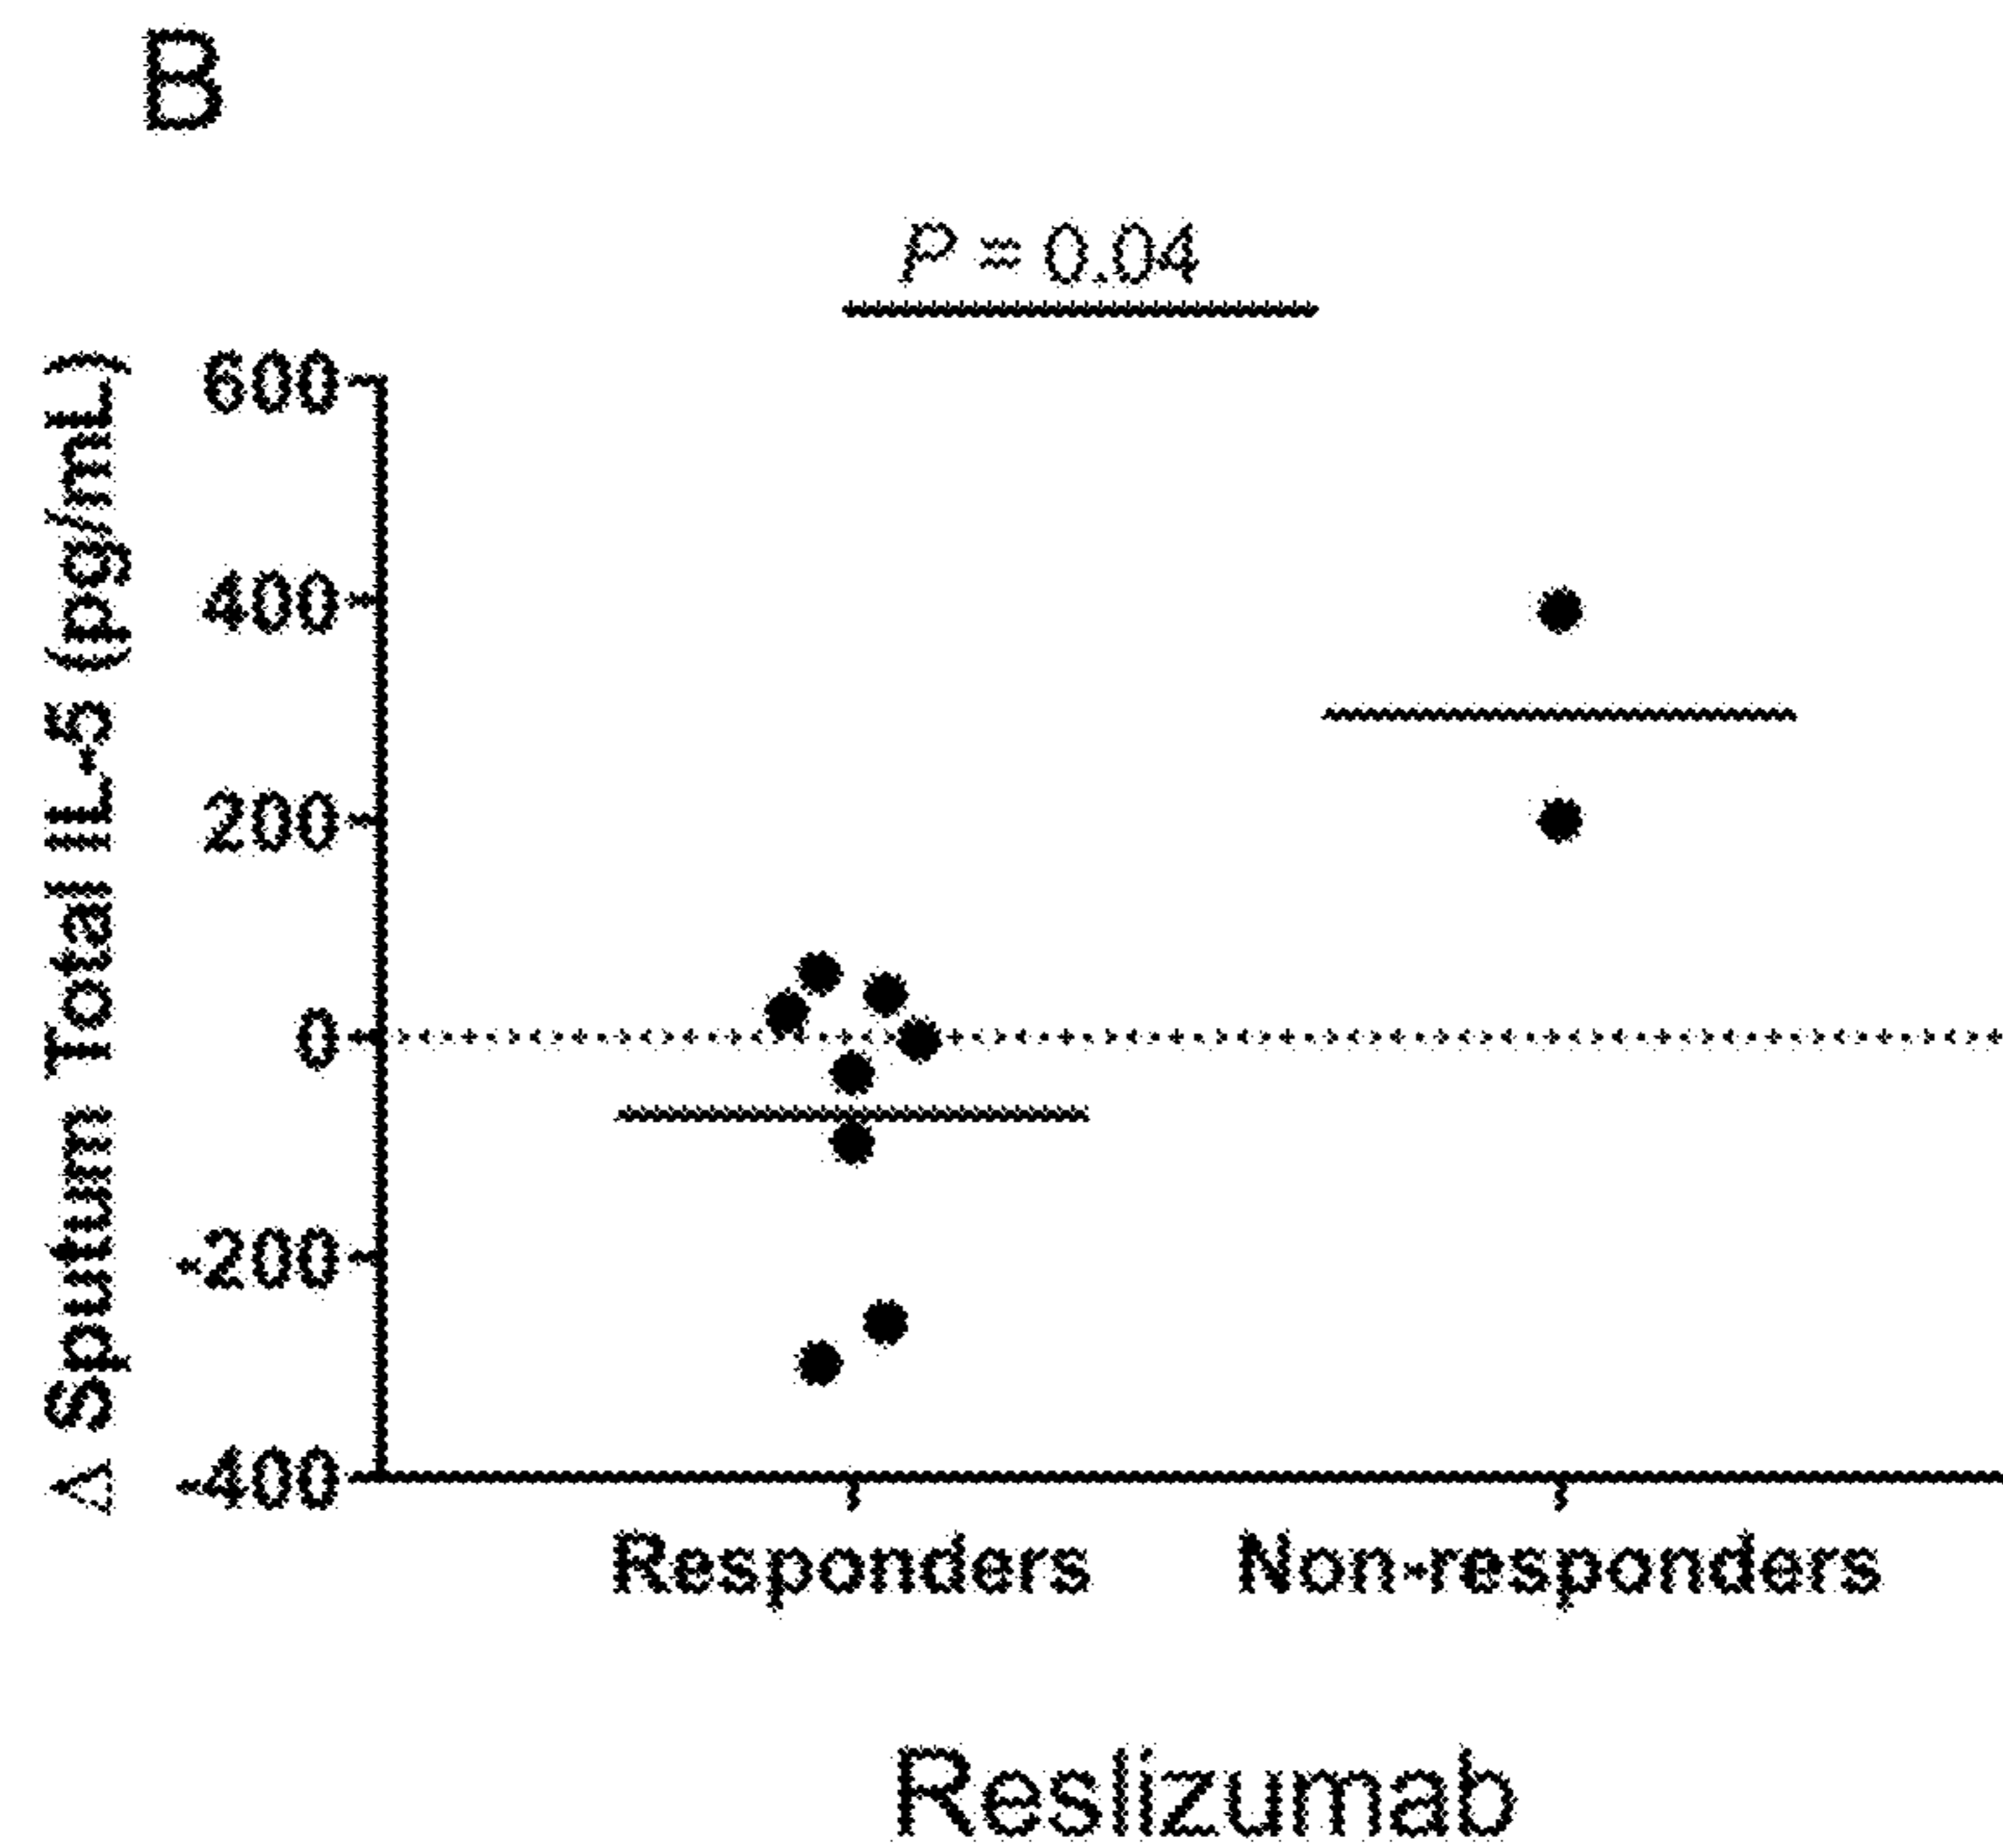 B
P = 0.04
Δ Sputum Total IL-5 (pg/mL)
600
400
200
0
-200
-400
Responders Non-responders
Reslizumab